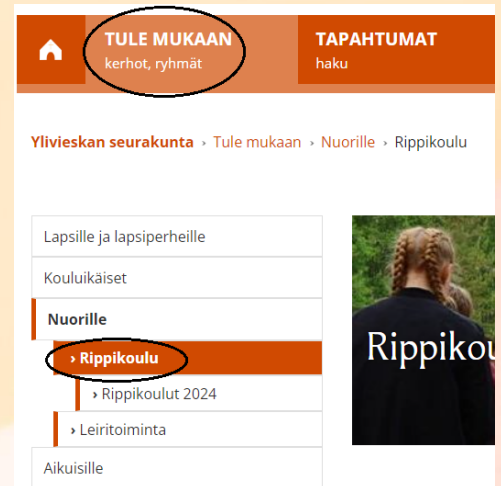 TULE MUKAAN
kerhot, ryhmät
TAPAHTUMAT
haku
Ylivieskan seurakunta › Tule mukaan › Nuorille › Rippikoulu
Lapsille ja lapsiperheille
Kouluikäiset
Nuorille
› Rippikoulu
› Rippikoulut 2024
› Leiritoiminta
Aikuisille
Rippikou